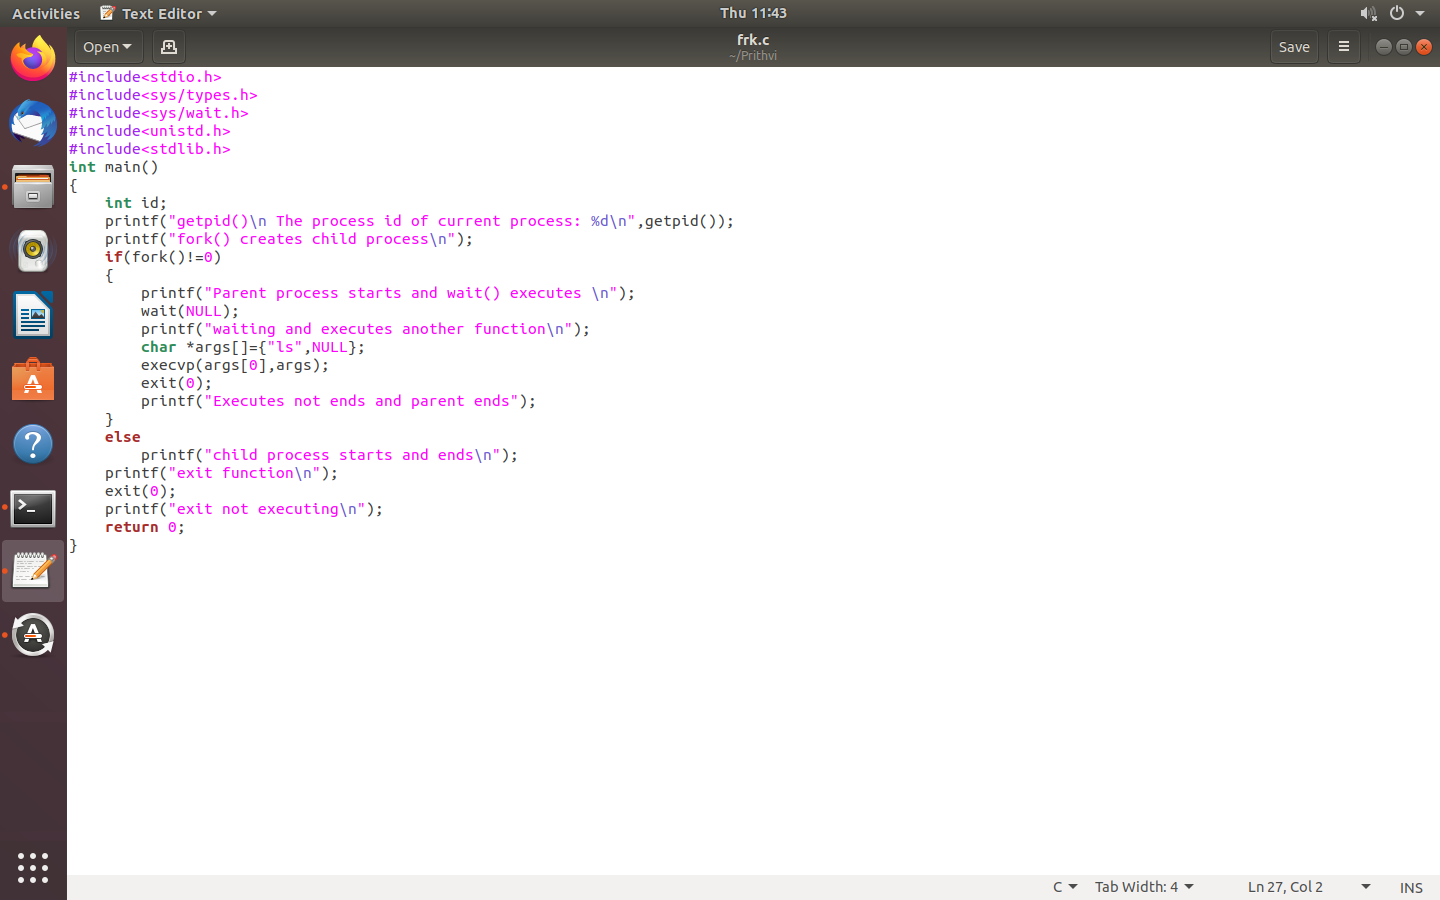 Activities Text Editor Thu 11:43
Open frk.c Save
~/Prithvi
#include<stdio.h>
#include<sys/types.h>
#include<sys/wait.h>
#include<unistd.h>
#include<stdlib.h>
int main()
{
    int id;
    printf("getpid()\n The process id of current process: %d\n",getpid());
    printf("fork() creates child process\n");
    if(fork()!=0)
    {
        printf("Parent process starts and wait() executes \n");
        wait(NULL);
        printf("waiting and executes another function\n");
        char *args[]={"ls",NULL};
        execvp(args[0],args);
        exit(0);
        printf("Executes not ends and parent ends");
    }
    else
        printf("child process starts and ends\n");
    printf("exit function\n");
    exit(0);
    printf("exit not executing\n");
    return 0;
}
C Tab Width: 4 Ln 27, Col 2 INS